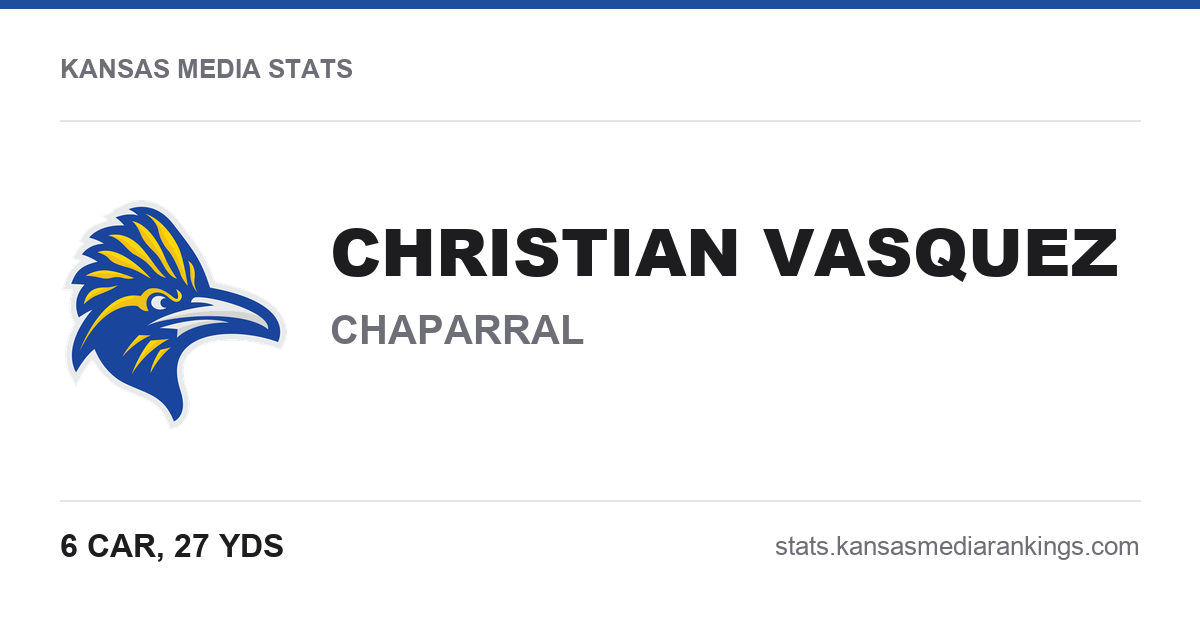 KANSAS MEDIA STATS
CHRISTIAN VASQUEZ
CHAPARRAL
6 CAR, 27 YDS
stats.kansasmediarankings.com